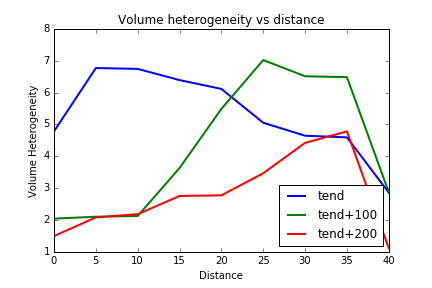 Volume heterogeneity vs distance
8
7
6
5
4
3
2
1
Volume Heterogeneity
tend
tend+100
tend+200
0 5 10 15 20 25 30 35 40
Distance